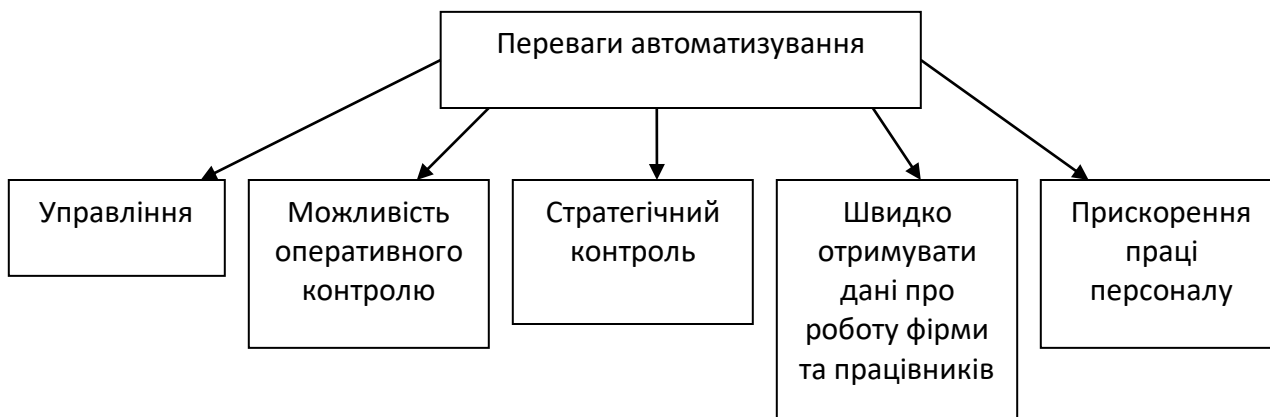 Переваги автоматизування
Управління
Можливість
оперативного
контролю
Стратегічний
контроль
Швидко
отримувати
дані про
роботу фірми
та працівників
Прискорення
праці
персоналу